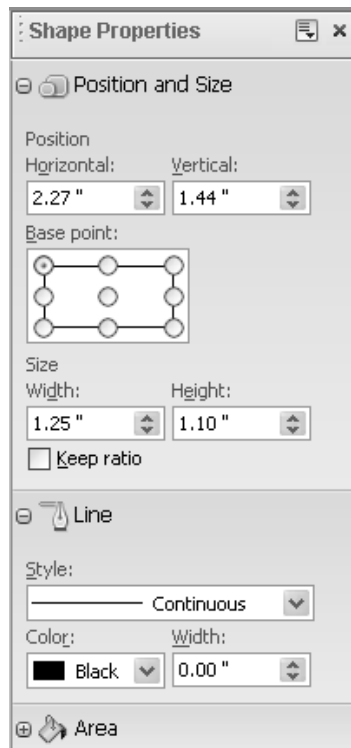 Shape Properties
Position and Size
Position
Horizontal: Vertical:
2.27 " 1.44 "
Base point:
Size
Width: Height:
1.25 " 1.10 "
Keep ratio
Line
Style:
Continuous
Color: Width:
Black 0.00 "
Area